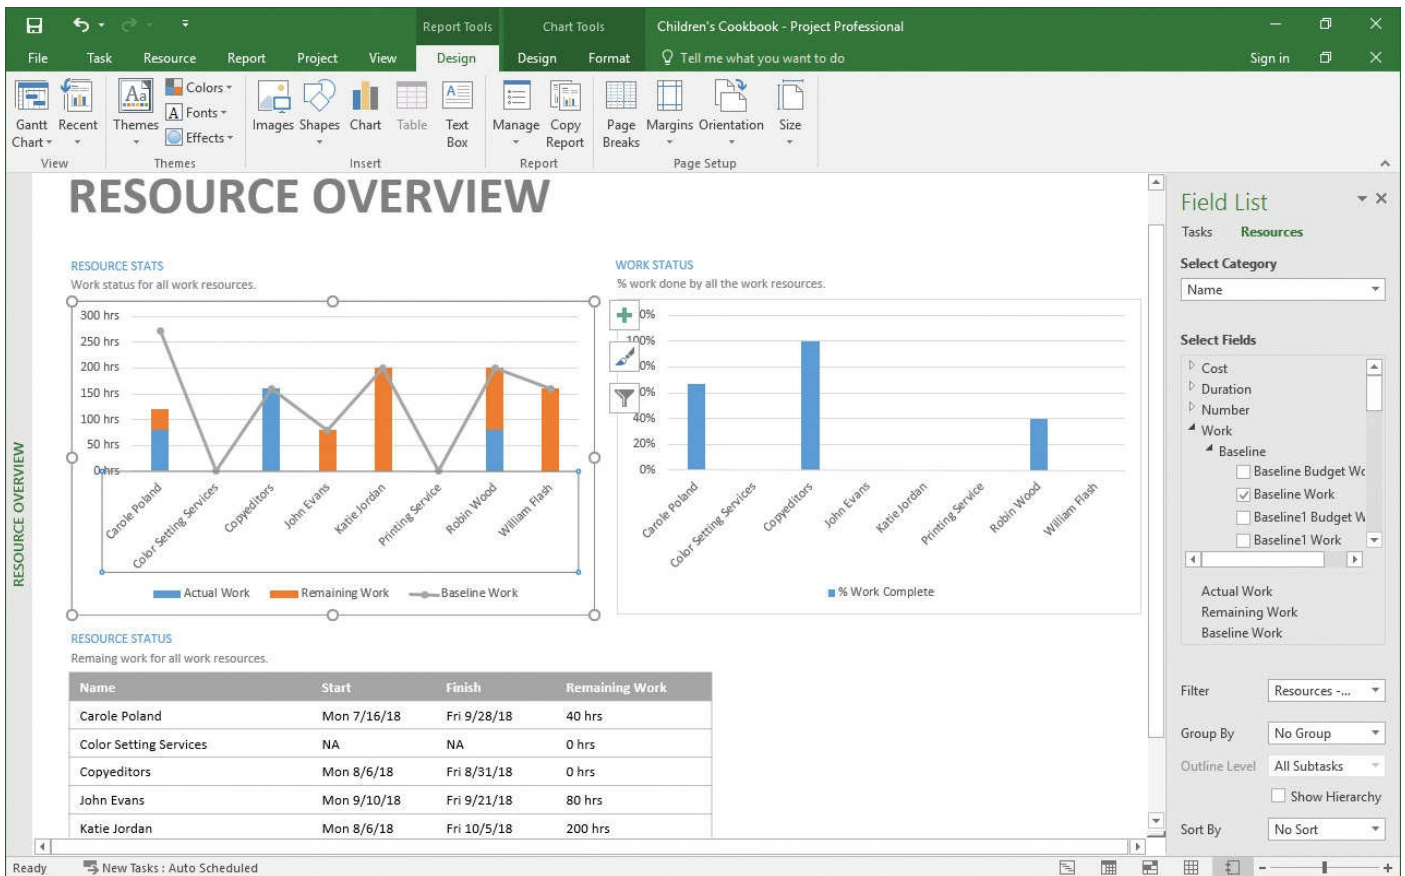 Report Tools Chart Tools Children's Cookbook - Project Professional
File Task Resource Report Project View Design Design Format Tell me what you want to do Sign in
Gantt Chart Recent Themes Aa Colors Fonts Effects Images Shapes Chart Table Text Box Manage Copy Report Page Breaks Margins Orientation Size
View Themes Insert Report Page Setup
RESOURCE OVERVIEW
RESOURCE OVERVIEW
RESOURCE STATS
Work status for all work resources.
300 hrs
250 hrs
200 hrs
150 hrs
100 hrs
50 hrs
0 hrs
Carole Poland
Color Setting Services
Copyeditors
John Evans
Katie Jordan
Printing Service
Robin Wood
William Flash
Actual Work Remaining Work Baseline Work
WORK STATUS
% work done by all the work resources.
0%
100%
0%
0%
40%
20%
0%
Carole Poland
Color Setting Services
Copyeditors
John Evans
Katie Jordan
Printing Service
Robin Wood
William Flash
% Work Complete
RESOURCE STATUS
Remaing work for all work resources.
Name Start Finish Remaining Work
Carole Poland Mon 7/16/18 Fri 9/28/18 40 hrs
Color Setting Services NA NA 0 hrs
Copyeditors Mon 8/6/18 Fri 8/31/18 0 hrs
John Evans Mon 9/10/18 Fri 9/21/18 80 hrs
Katie Jordan Mon 8/6/18 Fri 10/5/18 200 hrs
Field List
Tasks Resources
Select Category
Name
Select Fields
Cost
Duration
Number
Work
Baseline
Baseline Budget Wo
Baseline Work
Baseline1 Budget W
Baseline1 Work
Actual Work
Remaining Work
Baseline Work
Filter Resources -...
Group By No Group
Outline Level All Subtasks
Show Hierarchy
Sort By No Sort
Ready New Tasks : Auto Scheduled